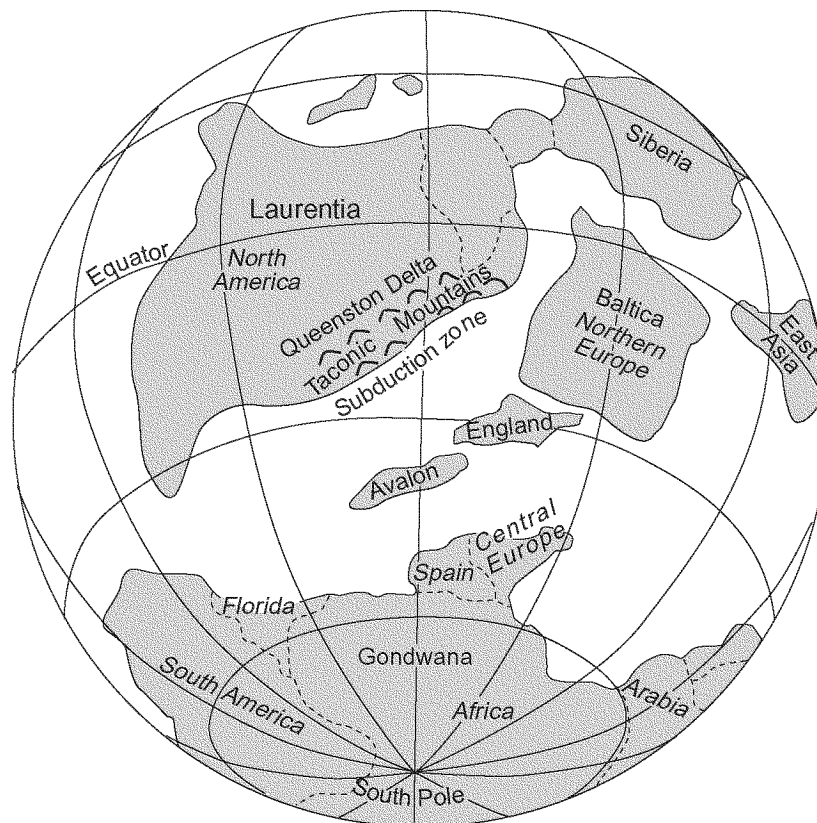 Siberia
Laurentia
Equator
North
America
Queenston Delta
Taconic Mountains
Subduction zone
Baltica
Northern
Europe
East
Asia
England
Avalon
Central
Europe
Spain
Florida
Gondwana
South America
Africa
Arabia
South Pole